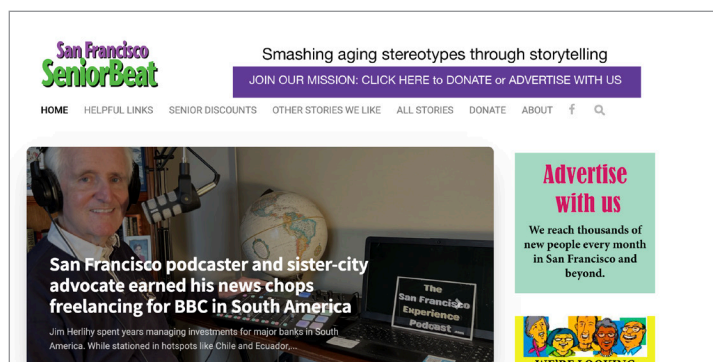 San Francisco
SeniorBeat
Smashing aging stereotypes through storytelling
JOIN OUR MISSION: CLICK HERE to DONATE or ADVERTISE WITH US
HOME HELPFUL LINKS SENIOR DISCOUNTS OTHER STORIES WE LIKE ALL STORIES DONATE ABOUT f
San Francisco podcaster and sister-city
advocate earned his news chops
freelancing for BBC in South America
Jim Herlihy spent years managing investments for major banks in South
America. While stationed in hotspots like Chile and Ecuador,...
The
San Francisco
Experience
Podcast ...
Advertise
with us
We reach thousands of
new people every month
in San Francisco and
beyond.
WE'RE LOOKING